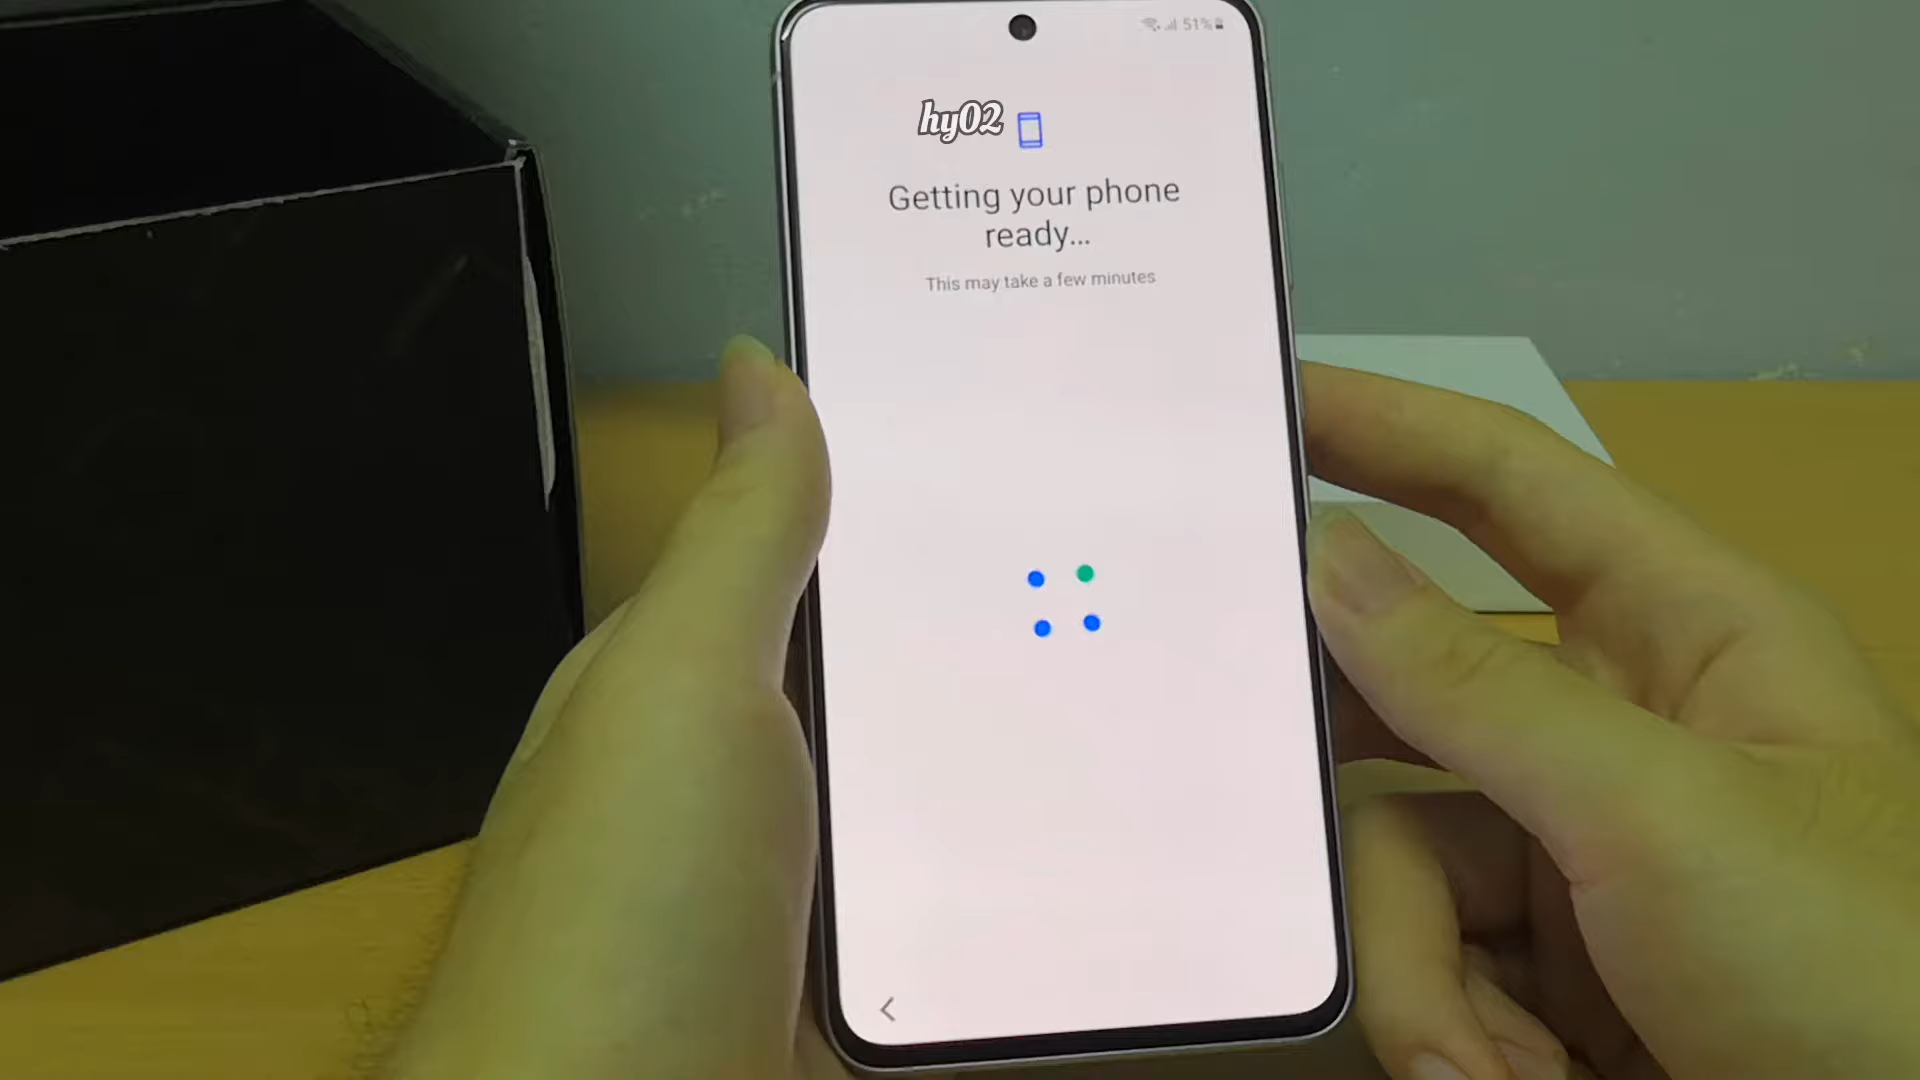 51%
hy02
Getting your phone
ready...
This may take a few minutes